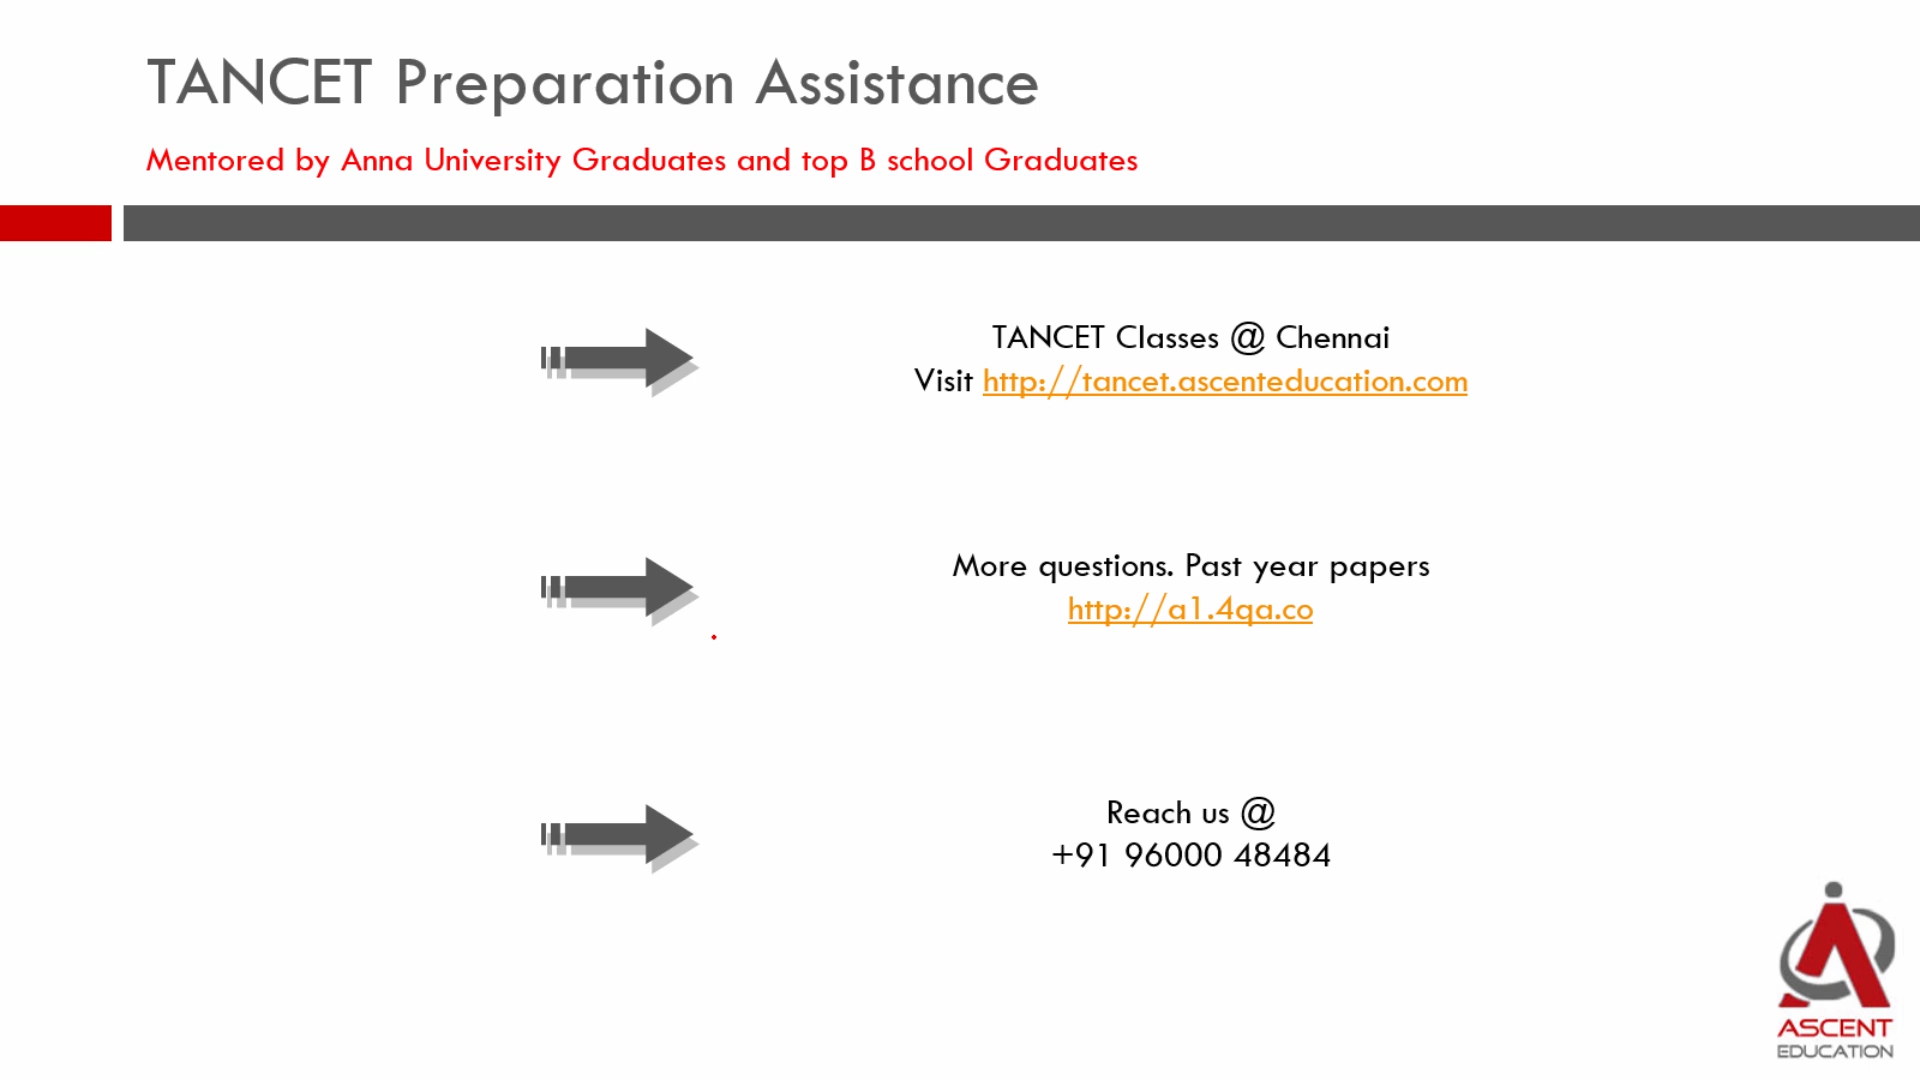 TANCET Preparation Assistance
Mentored by Anna University Graduates and top B school Graduates
TANCET Classes @ Chennai
Visit http://tancet.ascenteducation.com
More questions. Past year papers
http://a1.4qa.co
Reach us @
+91 96000 48484
ASCENT
EDUCATION